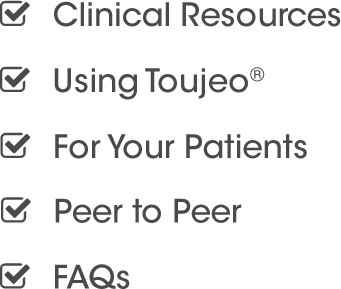 Clinical Resources
Using Toujeo®
For Your Patients
Peer to Peer
FAQs